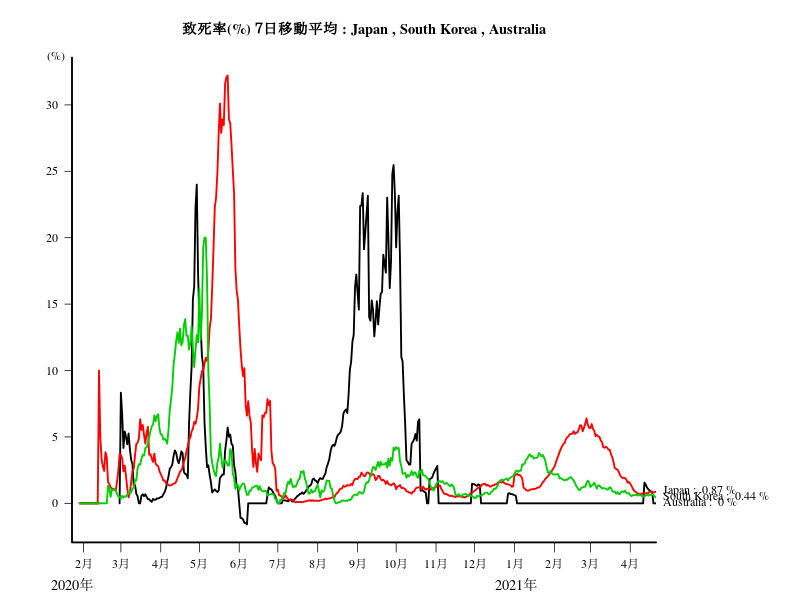 致死率(%) 7日移動平均 : Japan , South Korea , Australia
(%)
30
25
20
15
10
5
0
Japan : 0.87 %
South Korea : 0.44 %
Australia : 0 %
2月 3月 4月 5月 6月 7月 8月 9月 10月 11月 12月 1月 2月 3月 4月
2020年 2021年